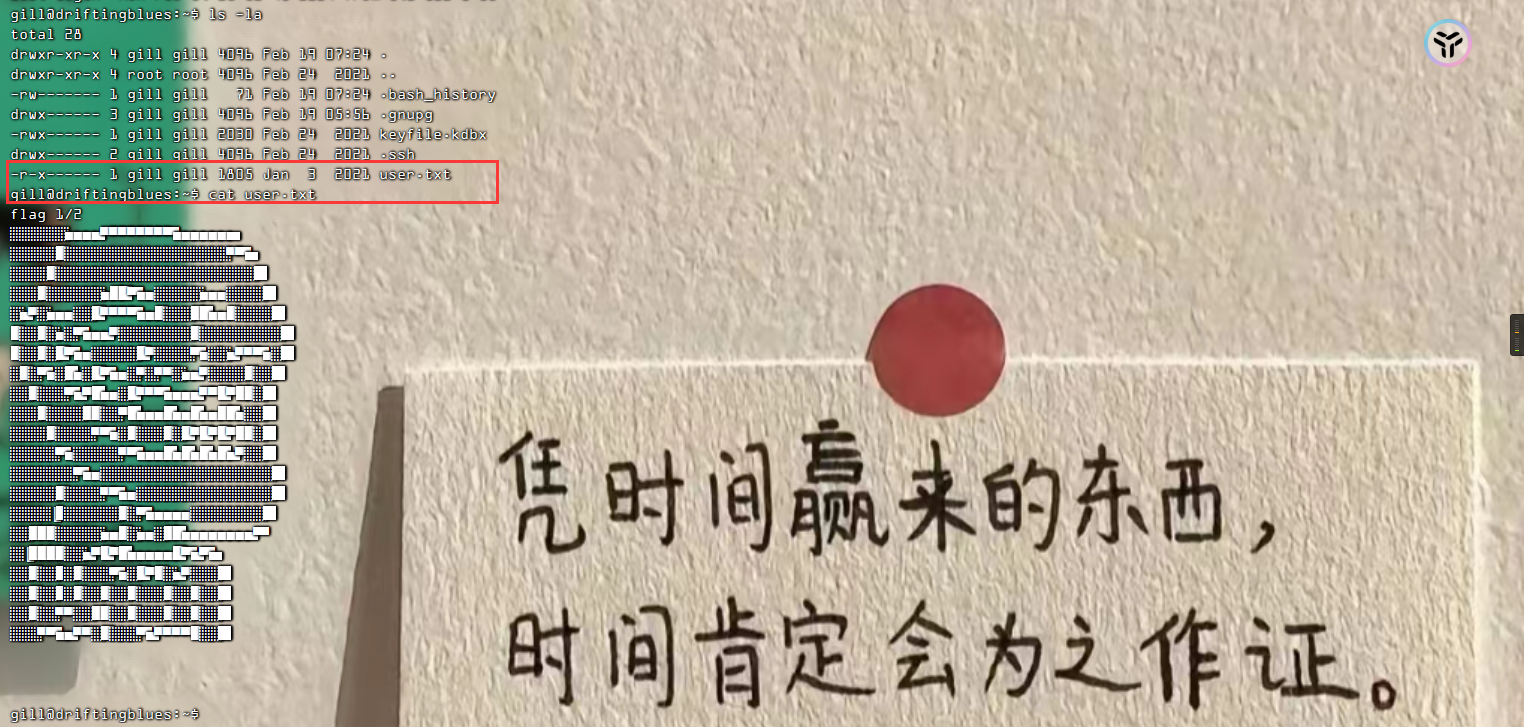 gill@driftingblues:~$ ls -la
total 28
drwxr-xr-x 4 gill gill 4096 Feb 19 07:24 .
drwxr-xr-x 4 root root 4096 Feb 24  2021 ..
-rw------- 1 gill gill   71 Feb 19 07:24 .bash_history
drwx------ 3 gill gill 4096 Feb 19 05:56 .gnupg
-rwx------ 1 gill gill 2030 Feb 24  2021 keyfile.kdbx
drwx------ 2 gill gill 4096 Feb 24  2021 .ssh
-r-x------ 1 gill gill 1805 Jan  3  2021 user.txt
gill@driftingblues:~$ cat user.txt
flag 1/2
gill@driftingblues:~$
凭时间赢来的东西，
时间肯定会为之作证。